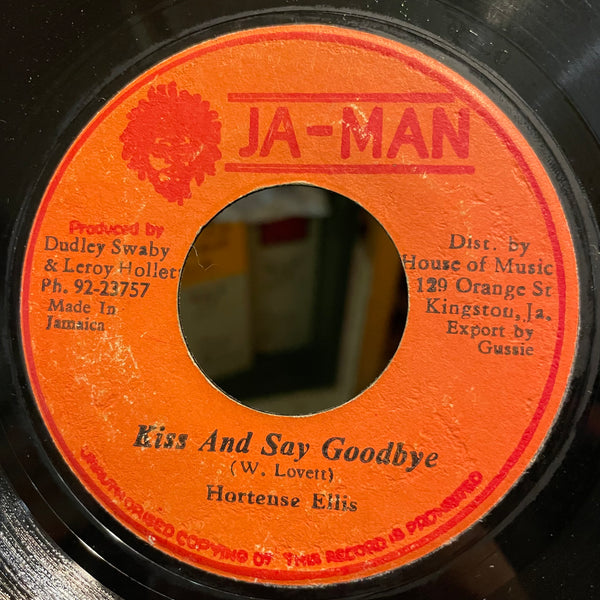 JA-MAN
Produced by
Dudley Swaby
& Leroy Hollett
Ph. 92-23757
Made In
Jamaica
Dist. by
House of Music
129 Orange St
Kingston, Ja.
Export by
Gussie
Kiss And Say Goodbye
(W. Lovett)
Hortense Ellis
UNAUTHORISED COPYING OF THIS RECORD IS PROHIBITED